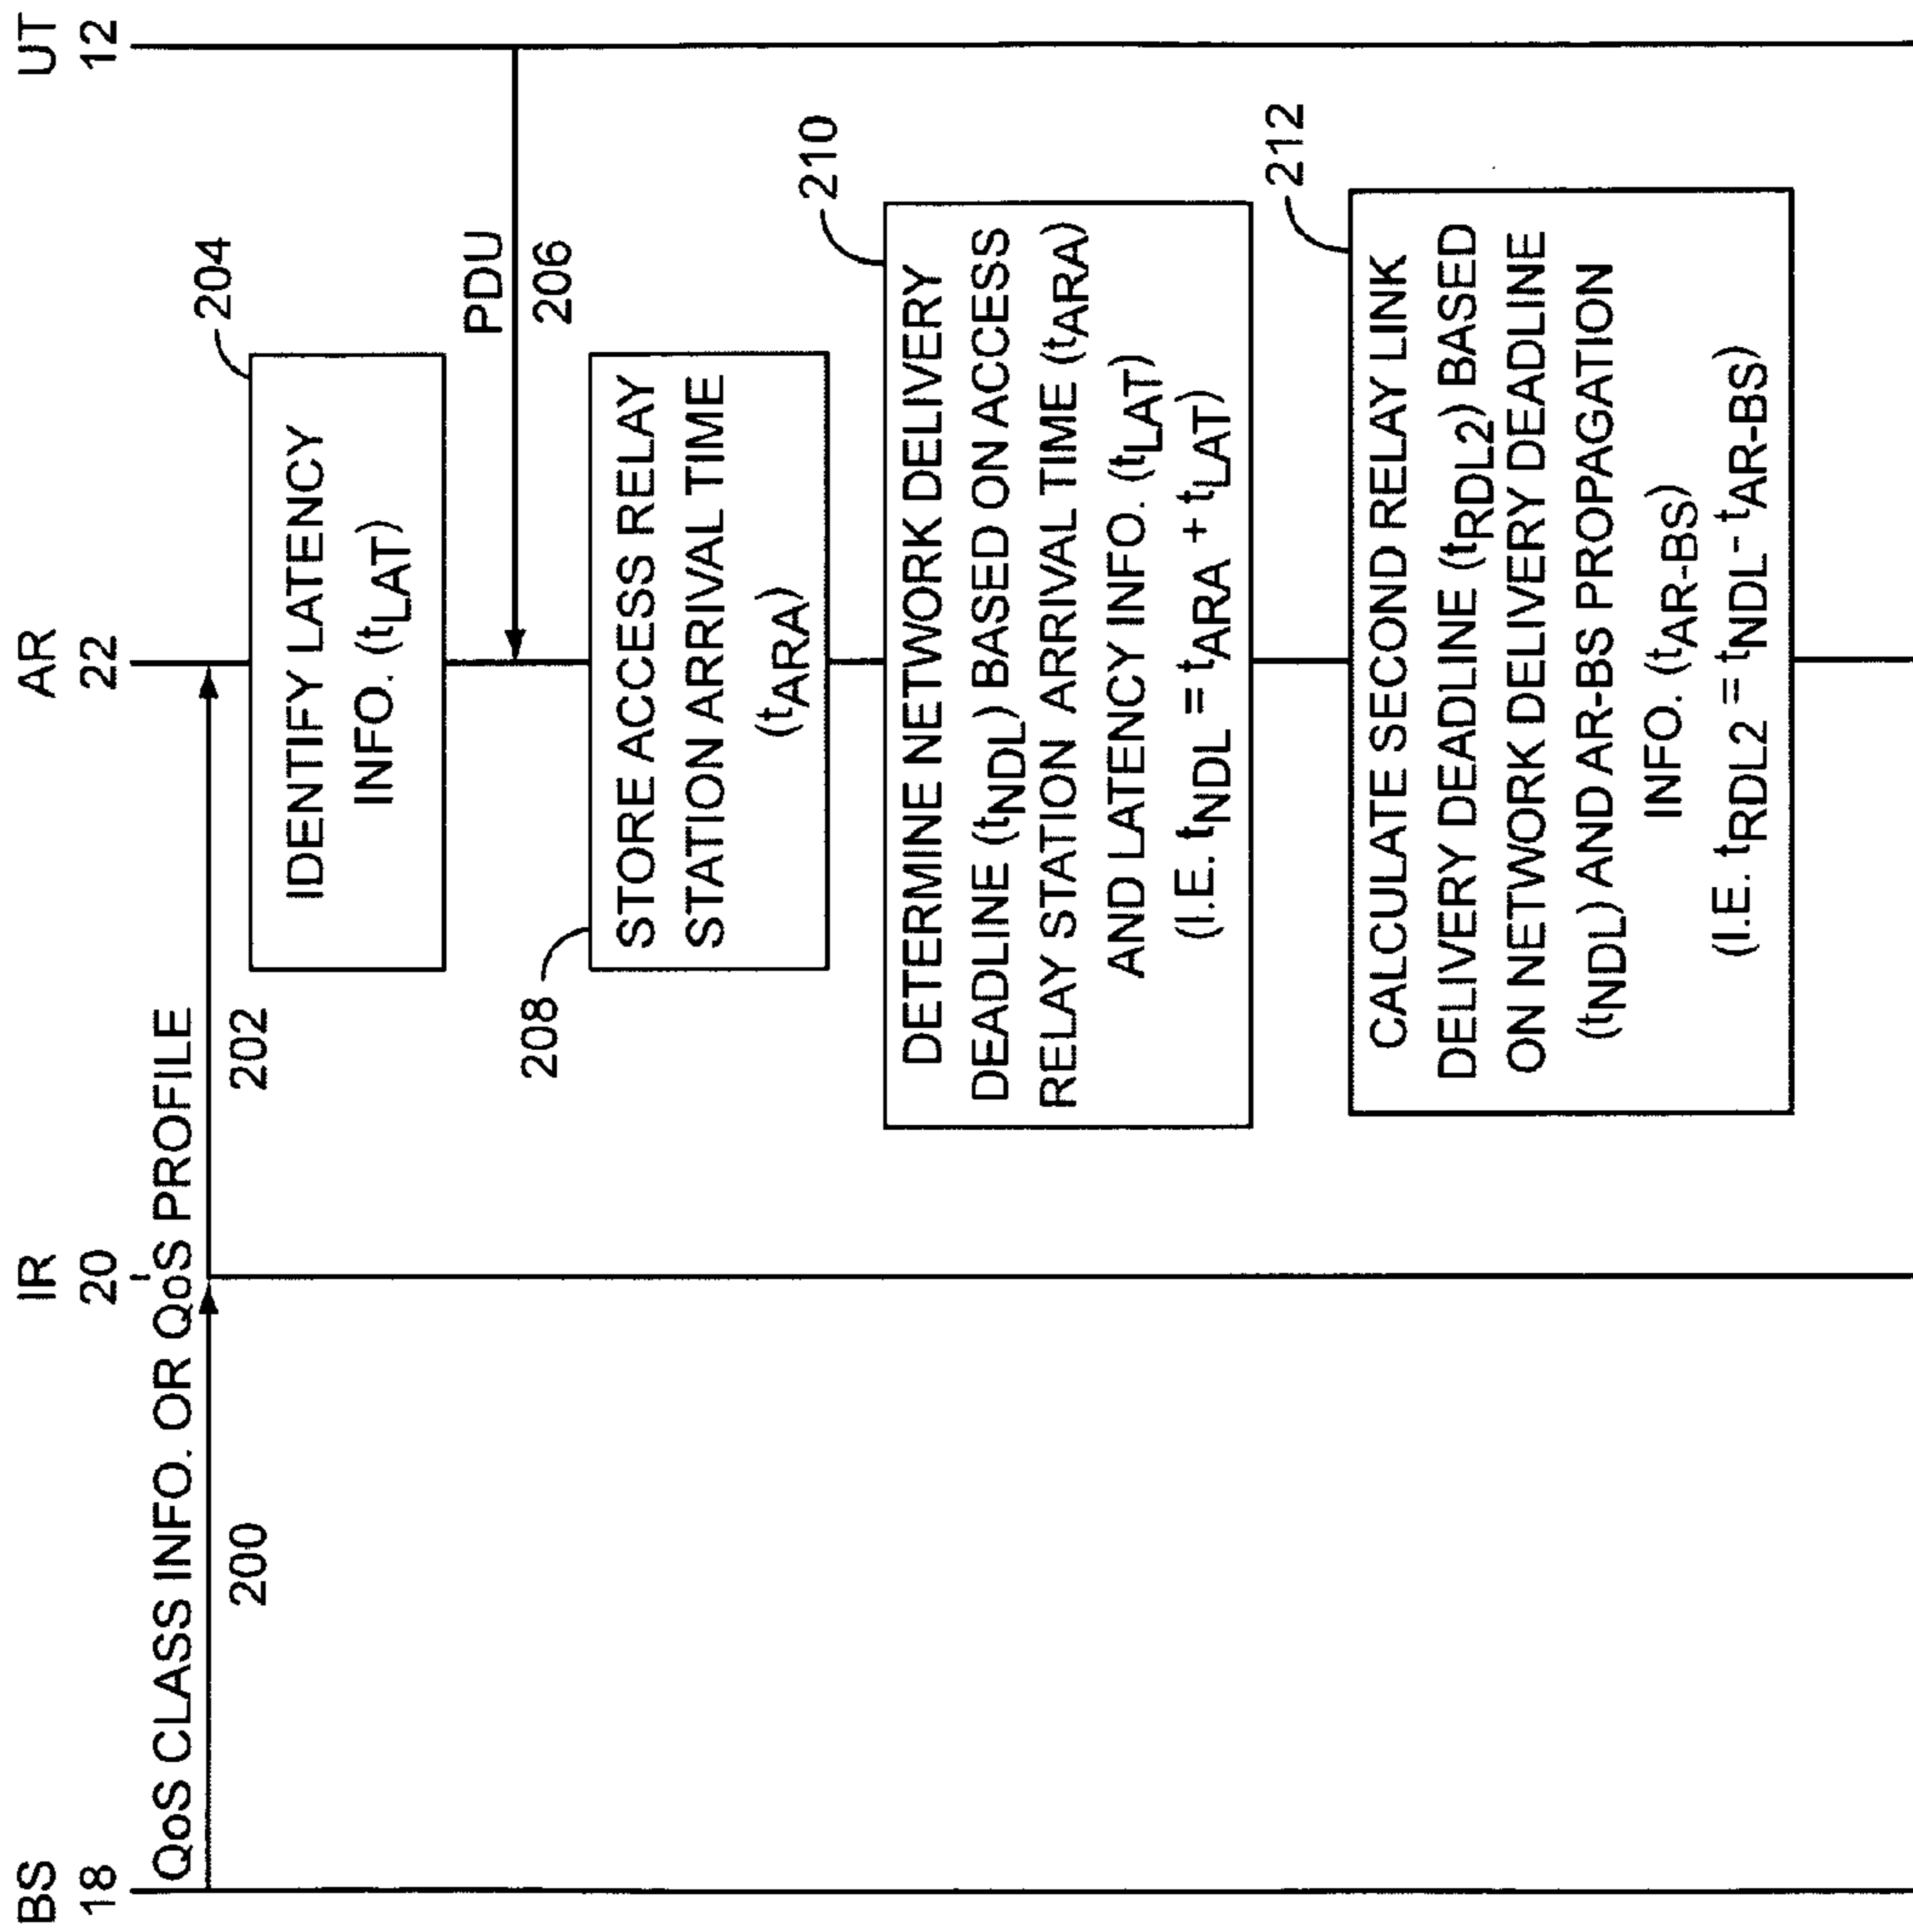 BS
18
IR
20
AR
22
UT
12
QoS CLASS INFO. OR QoS PROFILE
200
202
IDENTIFY LATENCY
INFO. (tLAT)
204
PDU
206
STORE ACCESS RELAY
STATION ARRIVAL TIME
(tARA)
208
DETERMINE NETWORK DELIVERY
DEADLINE (tNDL) BASED ON ACCESS
RELAY STATION ARRIVAL TIME (tARA)
AND LATENCY INFO. (tLAT)
(I.E. tNDL = tARA + tLAT)
210
CALCULATE SECOND RELAY LINK
DELIVERY DEADLINE (tRDL2) BASED
ON NETWORK DELIVERY DEADLINE
(tNDL) AND AR-BS PROPAGATION
INFO. (tAR-BS)
(I.E. tRDL2 = tNDL - tAR-BS)
212